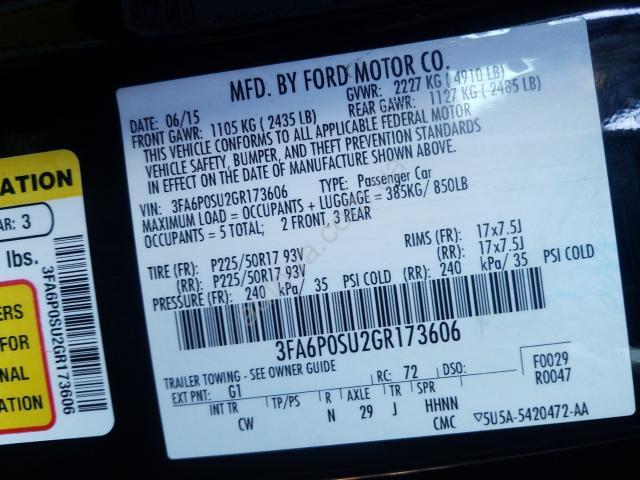 MFD. BY FORD MOTOR CO.
DATE: 06/15 GVWR: 2227 KG (4910 LB)
FRONT GAWR: 1105 KG (2435 LB) REAR GAWR: 1127 KG (2485 LB)
THIS VEHICLE CONFORMS TO ALL APPLICABLE FEDERAL MOTOR
VEHICLE SAFETY, BUMPER, AND THEFT PREVENTION STANDARDS
IN EFFECT ON THE DATE OF MANUFACTURE SHOWN ABOVE.
VIN: 3FA6P0SU2GR173606 TYPE: Passenger Car
MAXIMUM LOAD = OCCUPANTS + LUGGAGE = 385KG/ 850LB
OCCUPANTS = 5 TOTAL; 2 FRONT, 3 REAR
TIRE (FR): P225/50R17 93V RIMS (FR): 17x7.5J
(RR): P225/50R17 93V (RR): 17x7.5J
PRESSURE (FR): 240 kPa/ 35 PSI COLD (RR): 240 kPa/ 35 PSI COLD
3FA6P0SU2GR173606
TRAILER TOWING - SEE OWNER GUIDE
EXT PNT: G1 RC: 72 DSO: F0029
R0047
INT TR TP/PS R AXLE TR SPR
CW N 29 J HHNN
CMC ▽5U5A-5420472-AA
ATION
AR: 3
lbs.
ERS
FOR
NAL
ATION
3FA6P0SU2GR173606